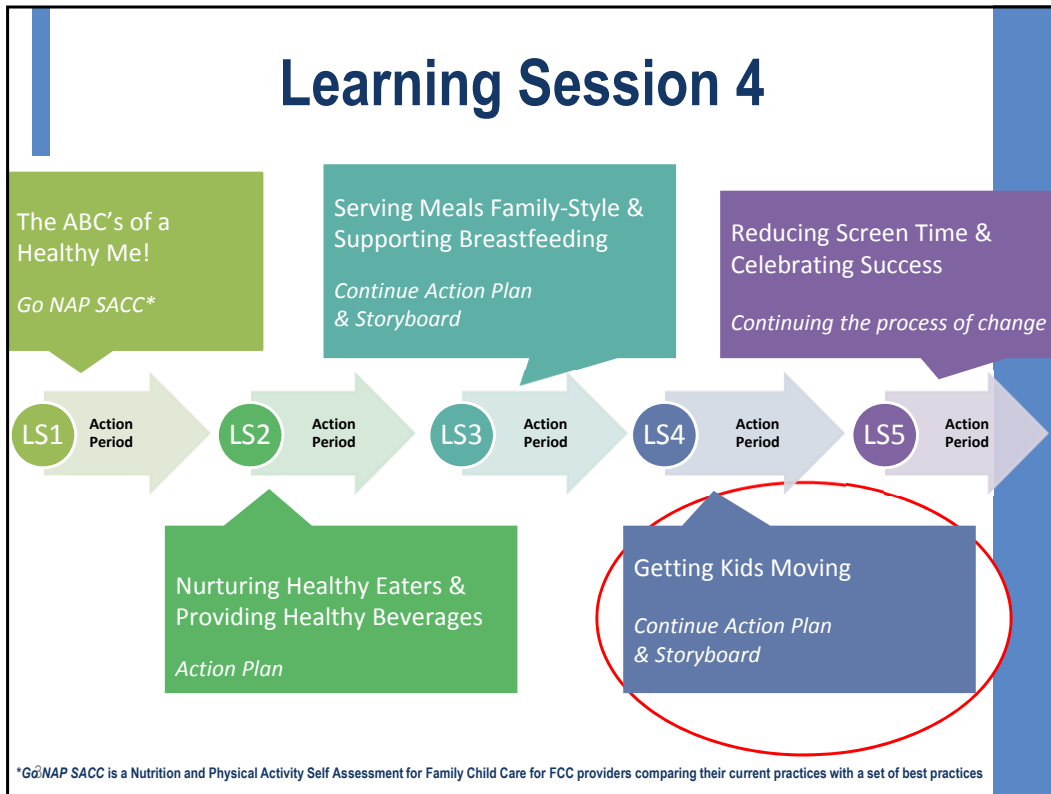 Learning Session 4
The ABC's of a
Healthy Me!
Go NAP SACC*
Serving Meals Family-Style &
Supporting Breastfeeding
Continue Action Plan
& Storyboard
Reducing Screen Time &
Celebrating Success
Continuing the process of change
LS1
Action
Period
LS2
Action
Period
LS3
Action
Period
LS4
Action
Period
LS5
Action
Period
Nurturing Healthy Eaters &
Providing Healthy Beverages
Action Plan
Getting Kids Moving
Continue Action Plan
& Storyboard
*Go NAP SACC is a Nutrition and Physical Activity Self Assessment for Family Child Care for FCC providers comparing their current practices with a set of best practices